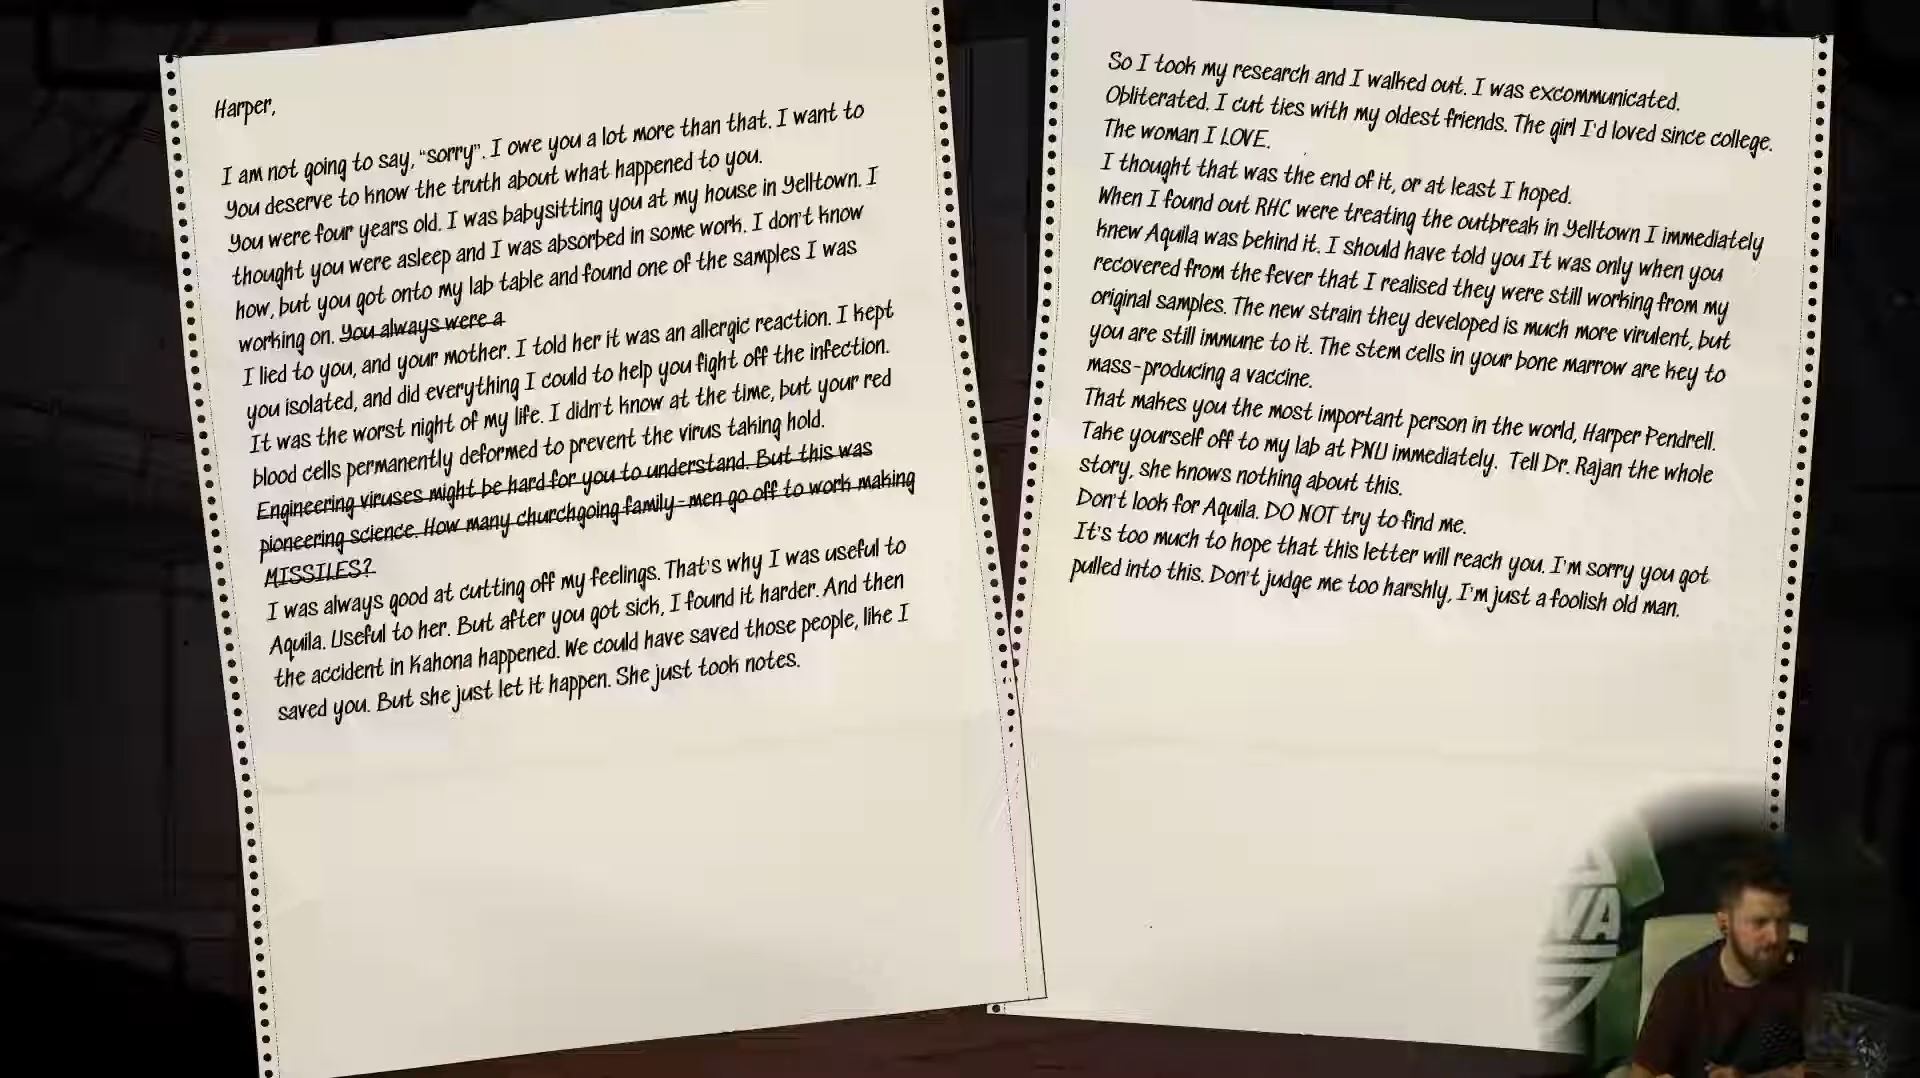 Harper,
I am not going to say, "sorry". I owe you a lot more than that. I want to
You deserve to know the truth about what happened to you.
You were four years old. I was babysitting you at my house in Yelltown. I
thought you were asleep and I was absorbed in some work. I don't know
how, but you got onto my lab table and found one of the samples I was
working on. You always were a
I lied to you, and your mother. I told her it was an allergic reaction. I kept
you isolated, and did everything I could to help you fight off the infection.
It was the worst night of my life. I didn't know at the time, but your red
blood cells permanently deformed to prevent the virus taking hold.
Engineering viruses might be hard for you to understand. But this was
pioneering science. How many churchgoing family-men go off to work making
MISSILES?
I was always good at cutting off my feelings. That's why I was useful to
Aquila. Useful to her. But after you got sick, I found it harder. And then
the accident in Kahona happened. We could have saved those people, like I
saved you. But she just let it happen. She just took notes.
So I took my research and I walked out. I was excommunicated.
Obliterated. I cut ties with my oldest friends. The girl I'd loved since college.
The woman I LOVE.
I thought that was the end of it, or at least I hoped.
When I found out RHC were treating the outbreak in Yelltown I immediately
knew Aquila was behind it. I should have told you It was only when you
recovered from the fever that I realised they were still working from my
original samples. The new strain they developed is much more virulent, but
you are still immune to it. The stem cells in your bone marrow are key to
mass-producing a vaccine.
That makes you the most important person in the world, Harper Pendrell.
Take yourself off to my lab at PNU immediately. Tell Dr. Rajan the whole
story, she knows nothing about this.
Don't look for Aquila. DO NOT try to find me.
It's too much to hope that this letter will reach you. I'm sorry you got
pulled into this. Don't judge me too harshly, I'm just a foolish old man.